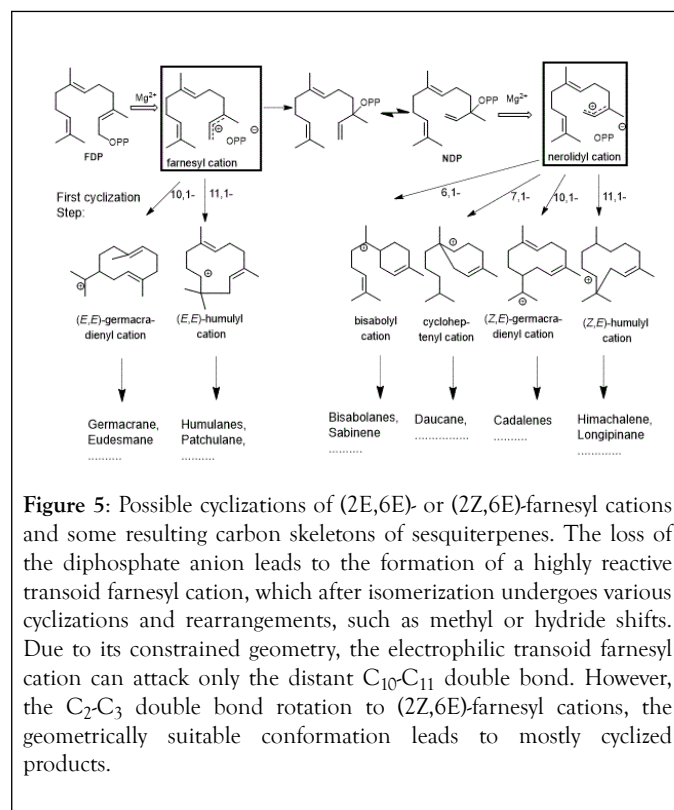 OPP
OPP
Mg2+
Mg2+
⊕
⊕
OPP ⊖
OPP ⊖
OPP
FDP
farnesyl cation
NDP
nerolidyl cation
First cyclization
Step:
10,1-
11,1-
6,1-
7,1-
10,1-
11,1-
⊕
⊕
⊕
⊕
⊕
⊕
(E,E)-germacra-
dienyl cation
(E,E)-humulyl
cation
bisabolyl
cation
cyclohep-
tenyl cation
(Z,E)-germacra-
dienyl cation
(Z,E)-humulyl
cation
Germacrane,
Eudesmane
..........
Humulanes,
Patchulane,
..........
Bisabolanes,
Sabinene
..........
Daucane,
................
Cadalenes
..........
Himachalene,
Longipinane
.............
Figure 5: Possible cyclizations of (2E,6E)- or (2Z,6E)-farnesyl cations
and some resulting carbon skeletons of sesquiterpenes. The loss of
the diphosphate anion leads to the formation of a highly reactive
transoid farnesyl cation, which after isomerization undergoes various
cyclizations and rearrangements, such as methyl or hydride shifts.
Due to its constrained geometry, the electrophilic transoid farnesyl
cation can attack only the distant C10-C11 double bond. However,
the C2-C3 double bond rotation to (2Z,6E)-farnesyl cations, the
geometrically suitable conformation leads to mostly cyclized
products.